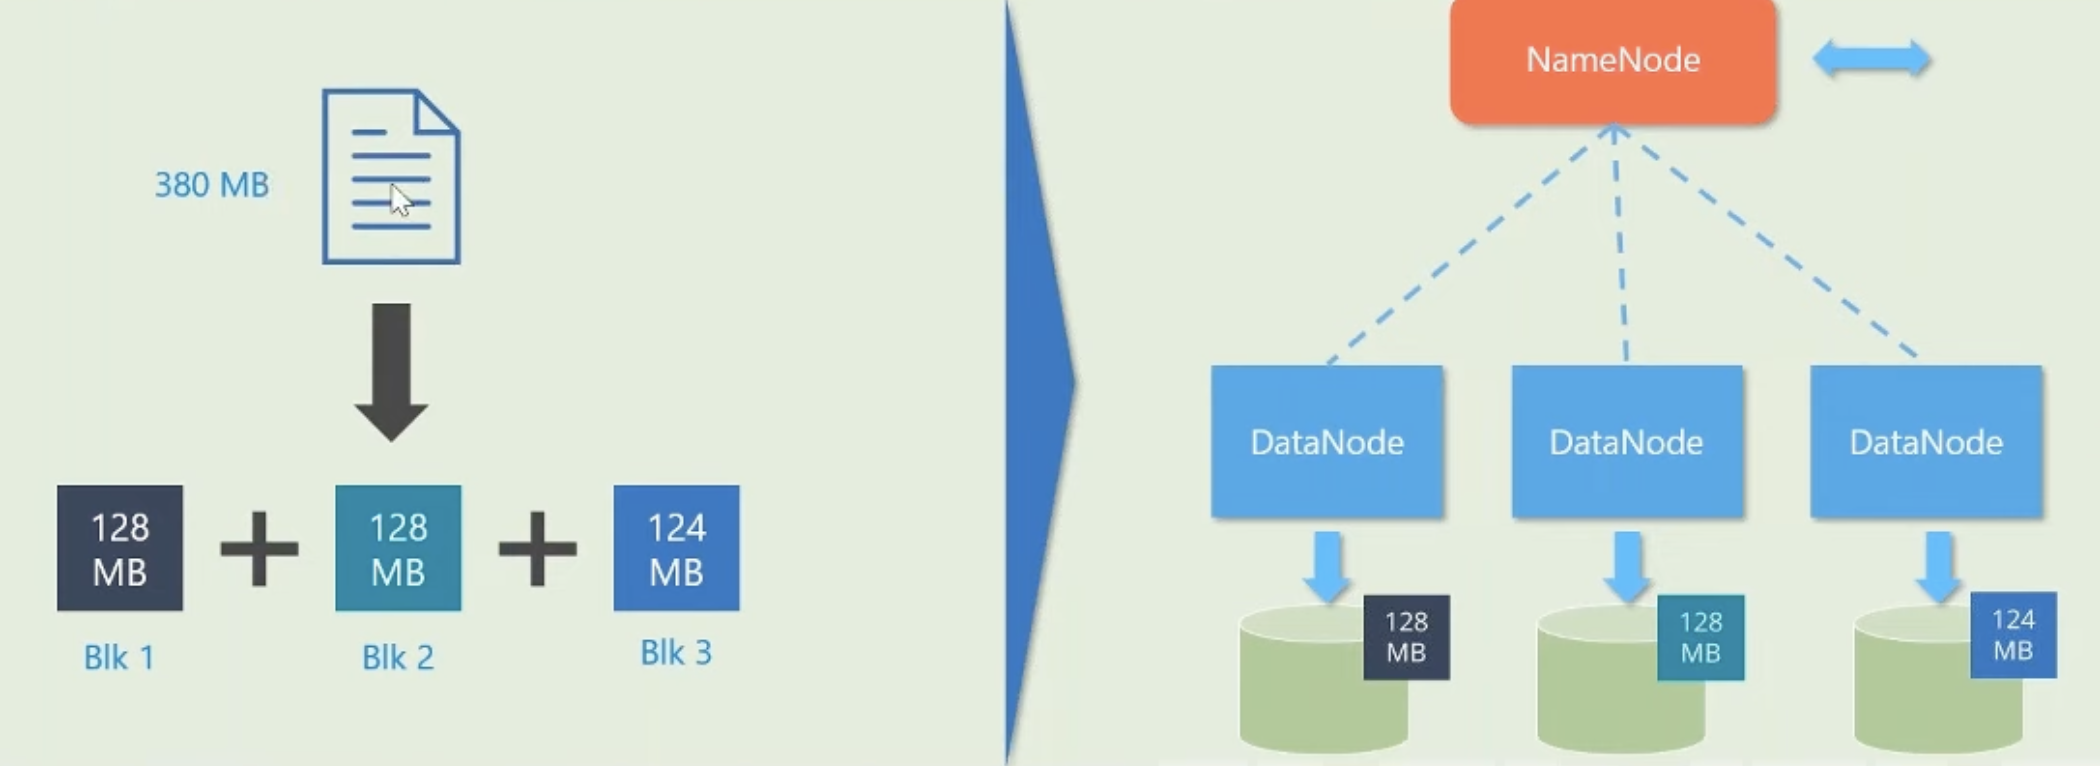 380 MB
128
MB
128
MB
124
MB
Blk 1
Blk 2
Blk 3
NameNode
DataNode
DataNode
DataNode
128
MB
128
MB
124
MB